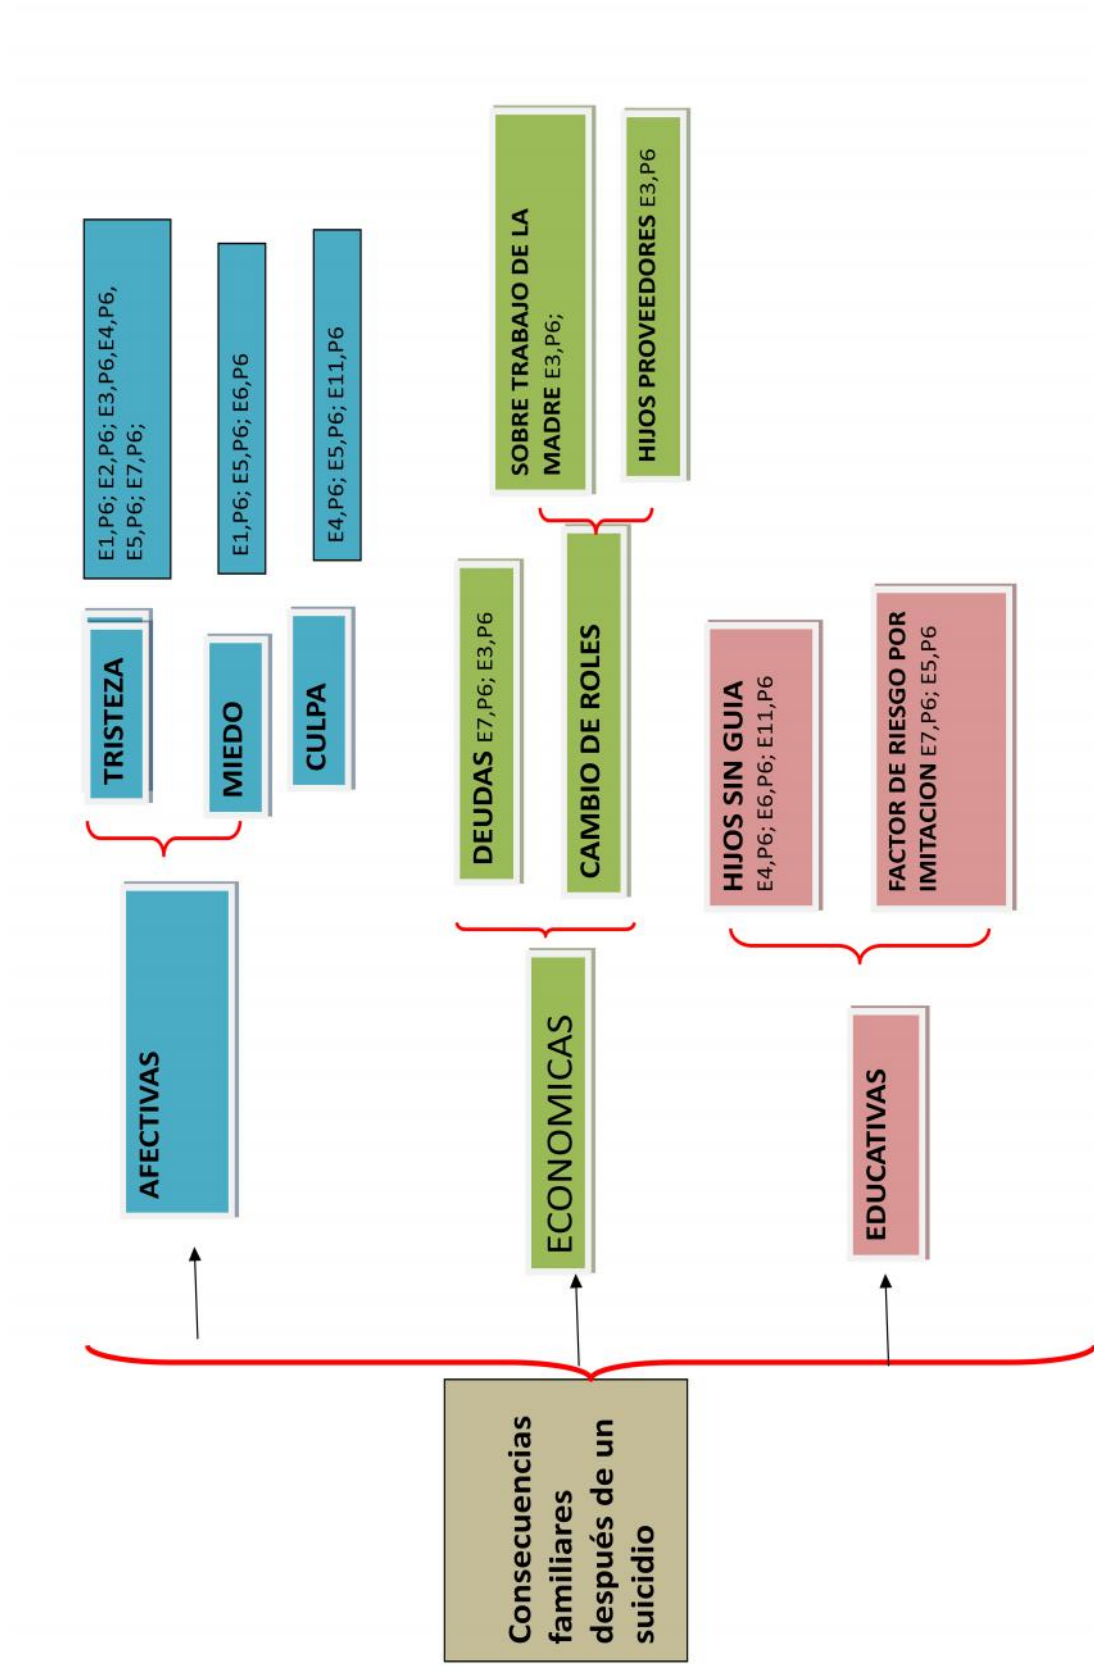 Consecuencias
familiares
después de un
suicidio
AFECTIVAS
TRISTEZA
E1,P6; E2,P6; E3,P6,E4,P6,
E5,P6; E7,P6;
MIEDO
E1,P6; E5,P6; E6,P6
CULPA
E4,P6; E5,P6; E11,P6
ECONOMICAS
DEUDAS E7,P6; E3,P6
CAMBIO DE ROLES
SOBRE TRABAJO DE LA
MADRE E3,P6;
HIJOS PROVEEDORES E3,P6
EDUCATIVAS
HIJOS SIN GUIA
E4,P6; E6,P6; E11,P6
FACTOR DE RIESGO POR
IMITACION E7,P6; E5,P6